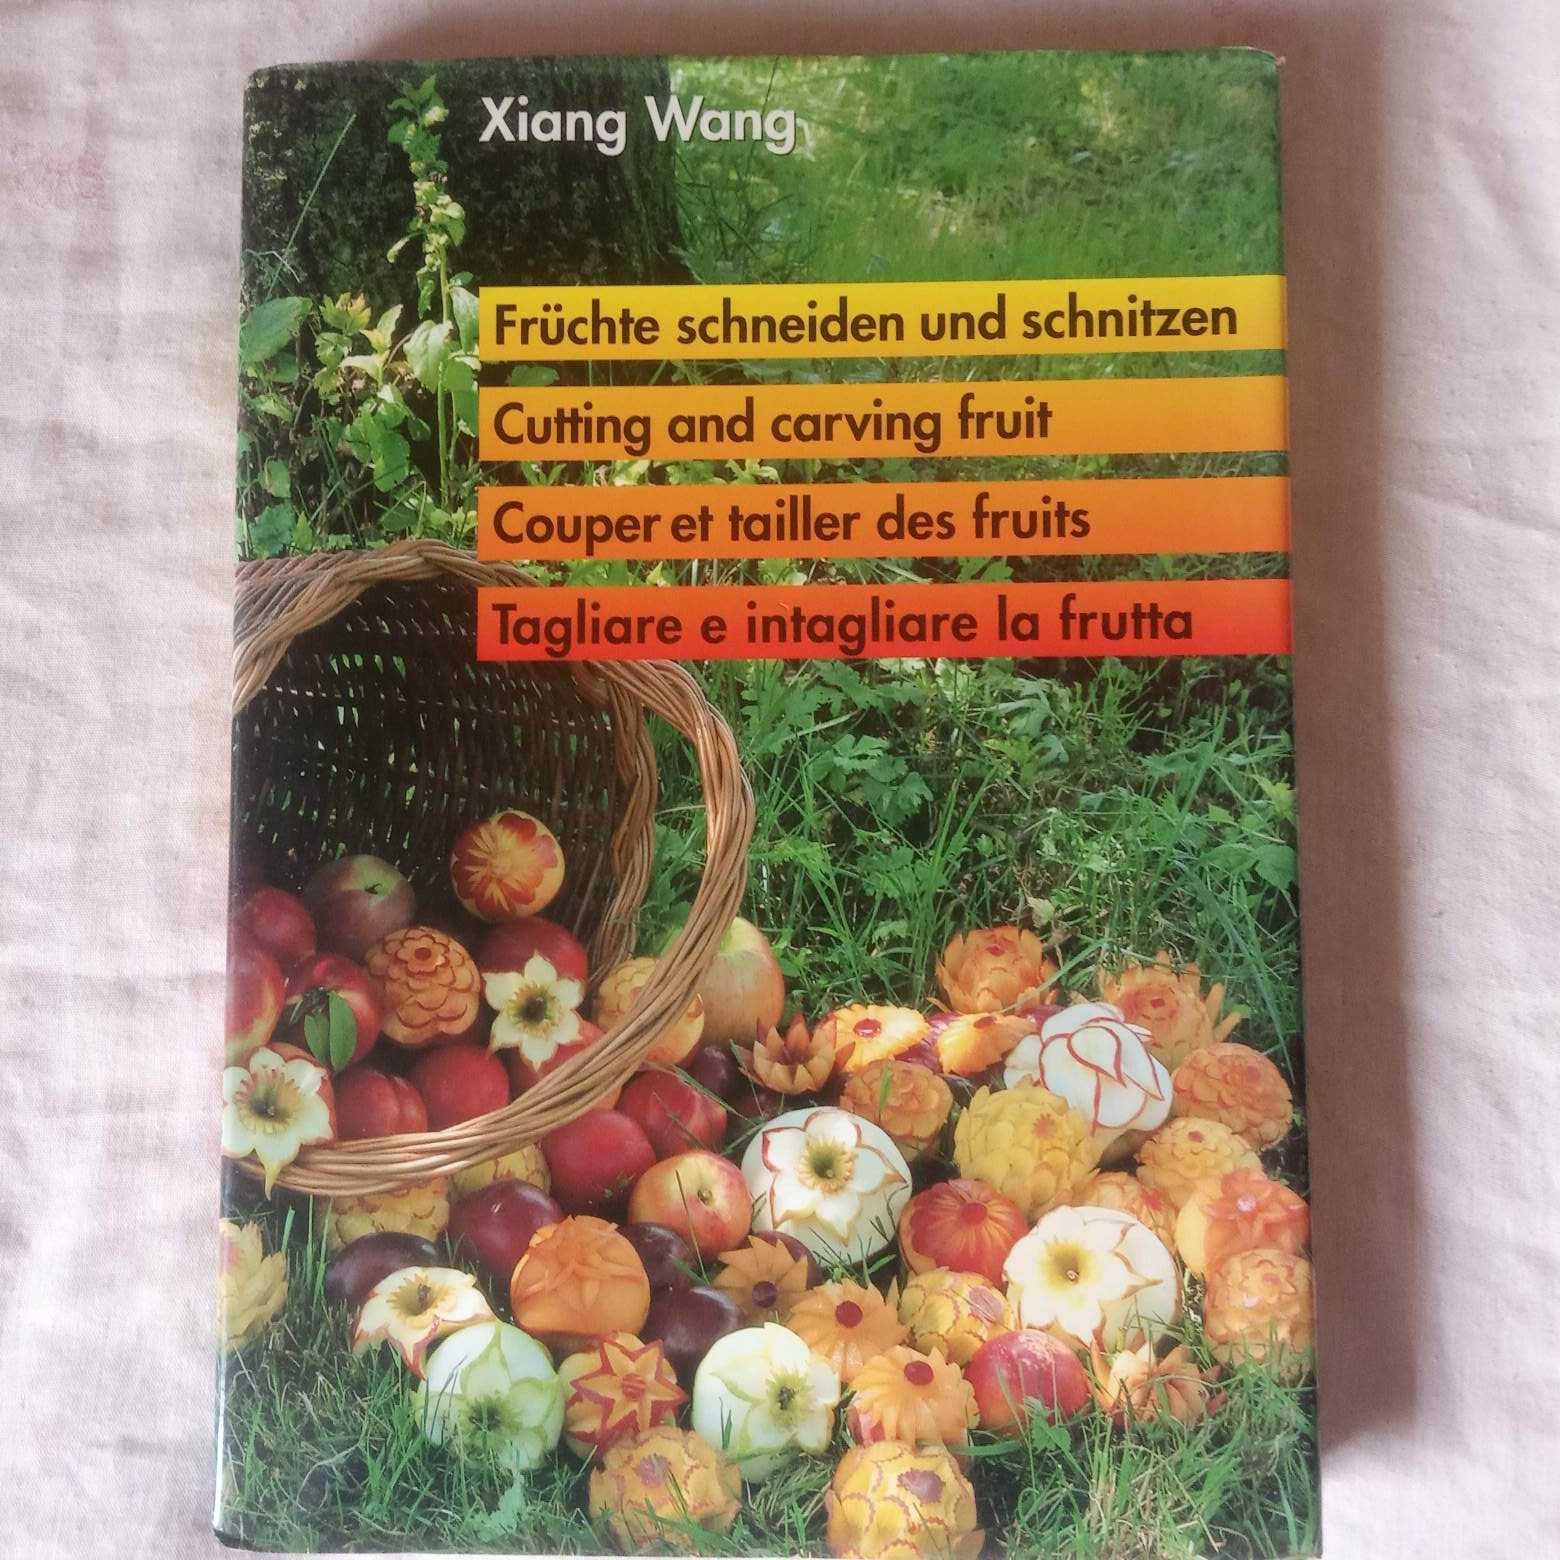 Xiang Wang
Früchte schneiden und schnitzen
Cutting and carving fruit
Couper et tailler des fruits
Tagliare e intagliare la frutta